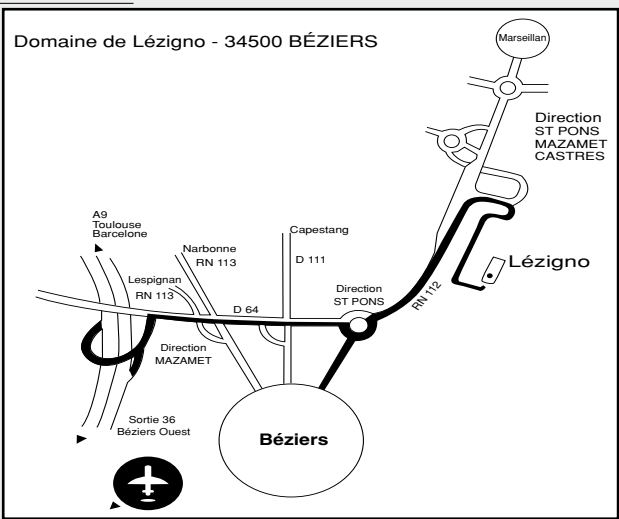 Domaine de Lézigno - 34500 BÉZIERS
Marseillan
Direction
ST PONS
MAZAMET
CASTRES
A9
Toulouse
Barcelone
Narbonne
RN 113
Capestang
D 111
Lézigno
Lespignan
RN 113
D 64
Direction
ST PONS
RN 112
Direction
MAZAMET
Sortie 36
Béziers Ouest
Béziers